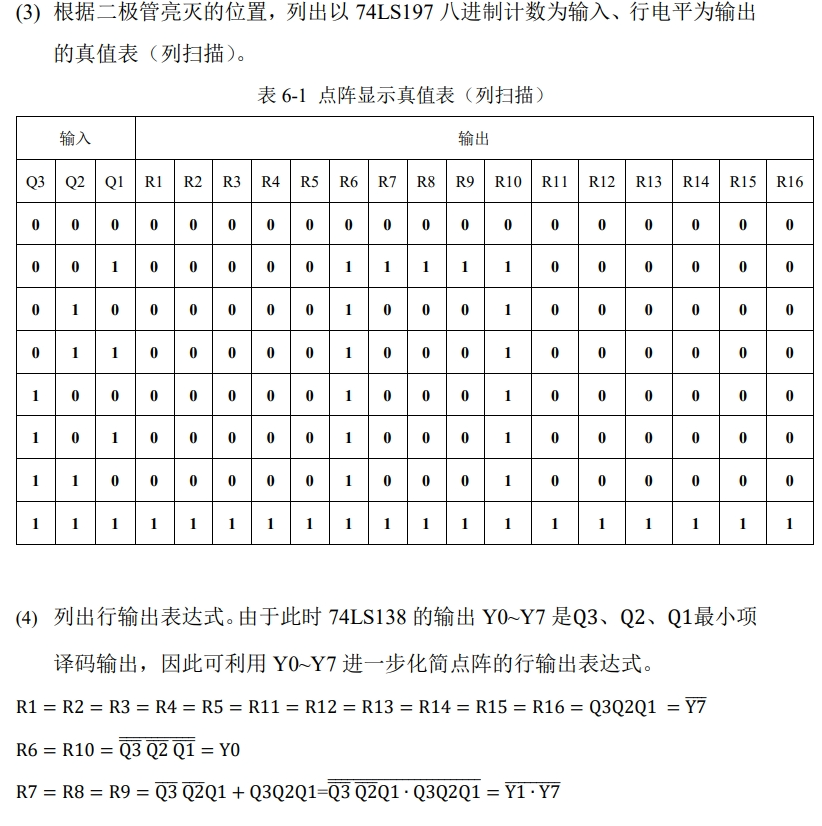 (3) 根据二极管亮灭的位置，列出以 74LS197 八进制计数为输入、行电平为输出
的真值表（列扫描）。
表 6-1 点阵显示真值表（列扫描）
输入 输出
Q3 Q2 Q1 R1 R2 R3 R4 R5 R6 R7 R8 R9 R10 R11 R12 R13 R14 R15 R16
0 0 0 0 0 0 0 0 0 0 0 0 0 0 0 0 0 0 0
0 0 1 0 0 0 0 0 1 1 1 1 1 0 0 0 0 0 0
0 1 0 0 0 0 0 0 1 0 0 0 1 0 0 0 0 0 0
0 1 1 0 0 0 0 0 1 0 0 0 1 0 0 0 0 0 0
1 0 0 0 0 0 0 0 1 0 0 0 1 0 0 0 0 0 0
1 0 1 0 0 0 0 0 1 0 0 0 1 0 0 0 0 0 0
1 1 0 0 0 0 0 0 1 0 0 0 1 0 0 0 0 0 0
1 1 1 1 1 1 1 1 1 1 1 1 1 1 1 1 1 1 1
(4) 列出行输出表达式。由于此时 74LS138 的输出 Y0~Y7 是Q3、Q2、Q1最小项
译码输出，因此可利用 Y0~Y7 进一步化简点阵的行输出表达式。
R1 = R2 = R3 = R4 = R5 = R11 = R12 = R13 = R14 = R15 = R16 = Q3Q2Q1 = \overline{Y7}
R6 = R10 = \overline{\overline{Q3} \overline{Q2} \overline{Q1}} = Y0
R7 = R8 = R9 = \overline{Q3} \overline{Q2}Q1 + Q3Q2Q1=\overline{\overline{\overline{Q3} \overline{Q2}Q1} · \overline{Q3Q2Q1}} = \overline{Y1 · Y7}